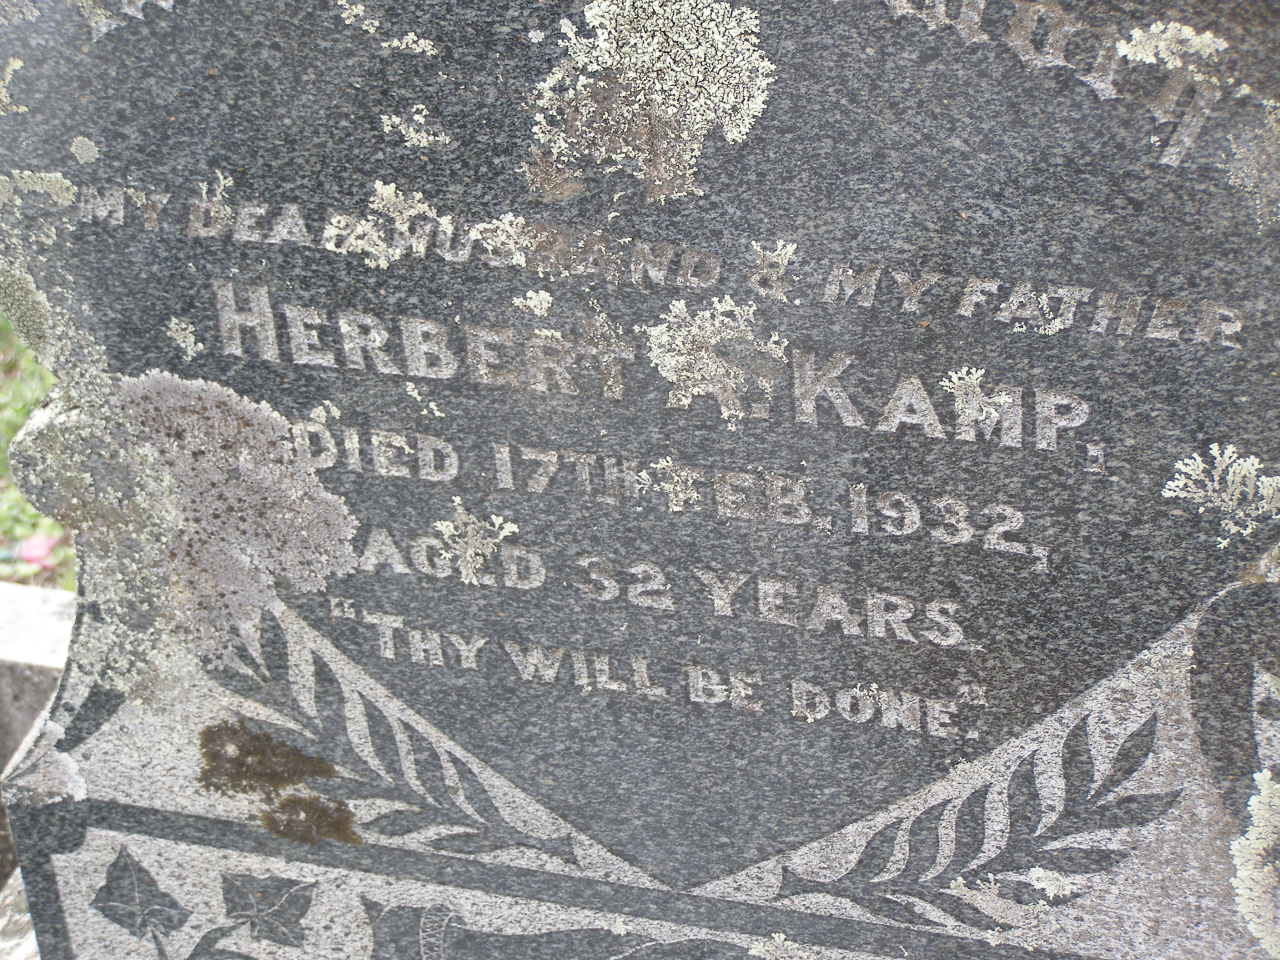 MY DEAR HUSBAND & MY FATHER
HERBERT KAMP,
DIED 17TH FEB. 1932,
AGED 32 YEARS
"THY WILL BE DONE."